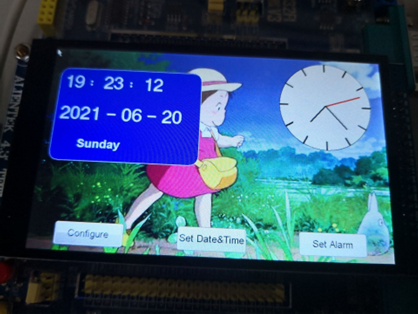 19 : 23 : 12
2021 - 06 - 20
Sunday
Configure
Set Date&Time
Set Alarm